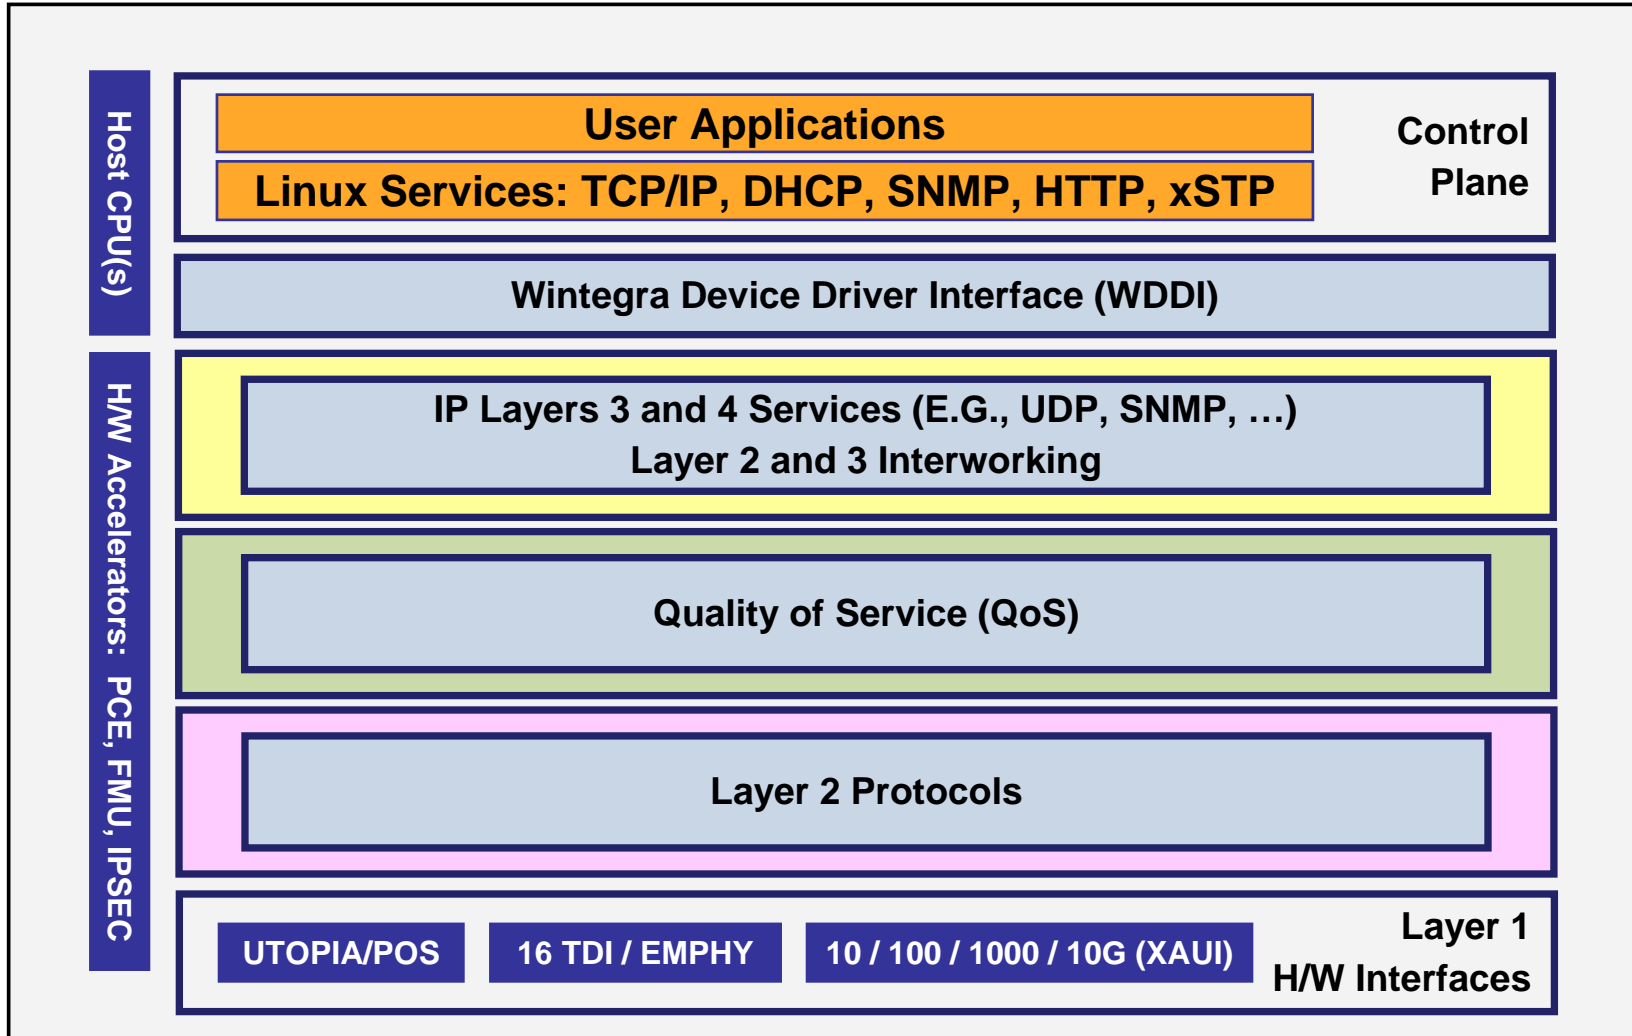 Host CPU(s)
User Applications
Linux Services: TCP/IP, DHCP, SNMP, HTTP, xSTP
Control
Plane
Wintegra Device Driver Interface (WDDI)
H/W Accelerators: PCE, FMU, IPSEC
IP Layers 3 and 4 Services (E.G., UDP, SNMP, …)
Layer 2 and 3 Interworking
Quality of Service (QoS)
Layer 2 Protocols
UTOPIA/POS
16 TDI / EMPHY
10 / 100 / 1000 / 10G (XAUI)
Layer 1
H/W Interfaces